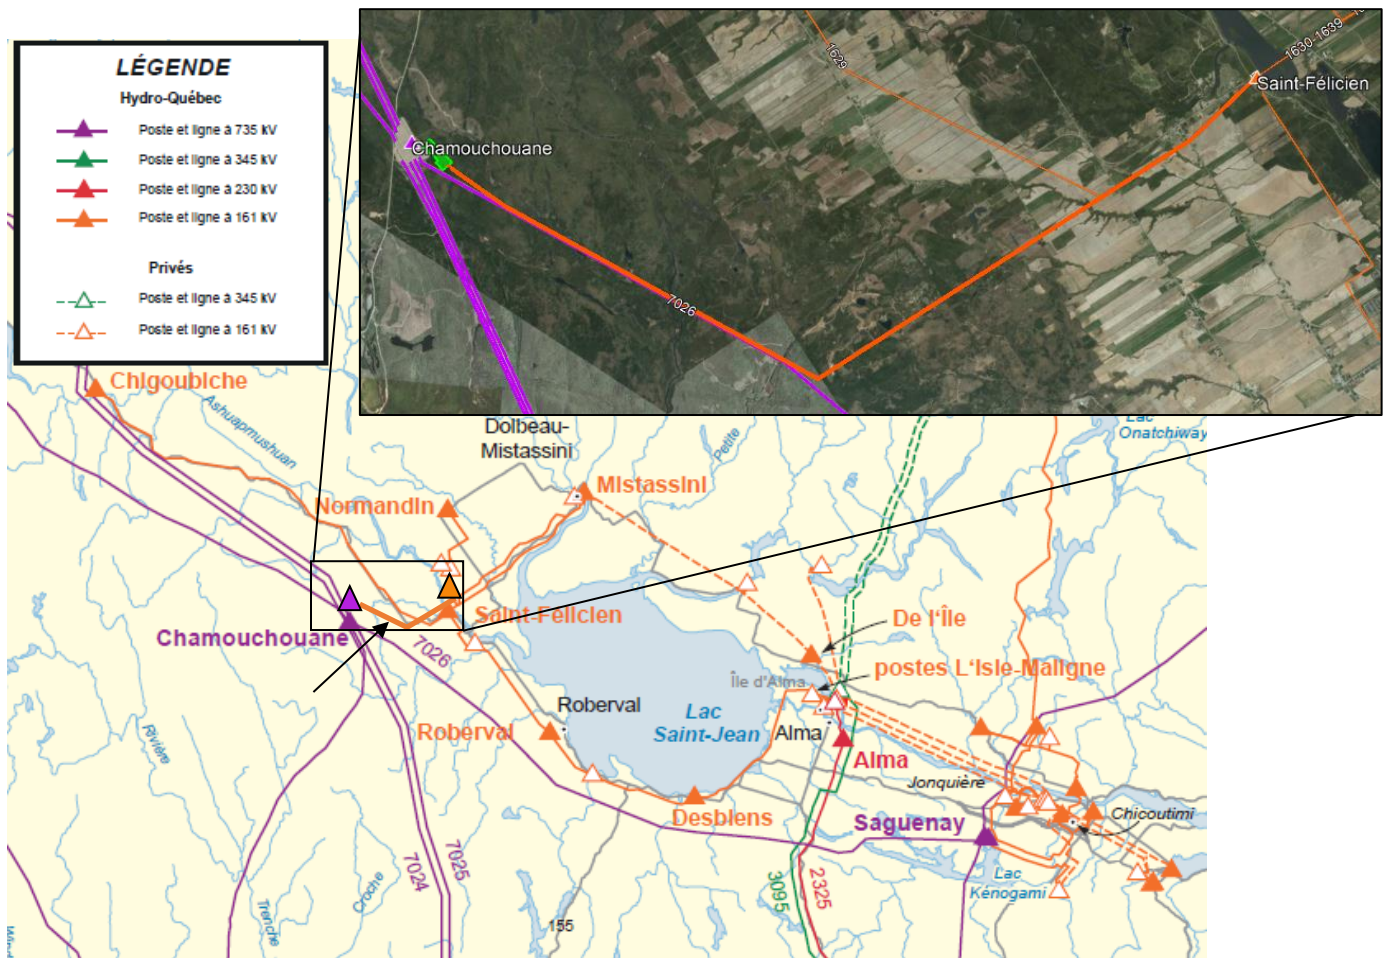 LÉGENDE
Hydro-Québec
Poste et ligne à 735 kV
Poste et ligne à 345 kV
Poste et ligne à 230 kV
Poste et ligne à 161 kV
Privés
Poste et ligne à 345 kV
Poste et ligne à 161 kV
1629
1630-1639
Saint-Félicien
Chamouchouane
7026
Chigoubiche
Ashuapmushuan
Dolbeau-
Mistassini
Petite
Lac
Onatchiway
Normandin
Mistassini
Saint-Félicien
Chamouchouane
7026
De l'Île
postes L'Isle-Maligne
Île d'Alma
Roberval
Roberval
Lac
Saint-Jean
Alma
Alma
Rivière
Jonquière
Desbiens
Saguenay
Chicoutimi
7024
7025
Croche
3095
2325
Lac
Kénogami
Trenche
155